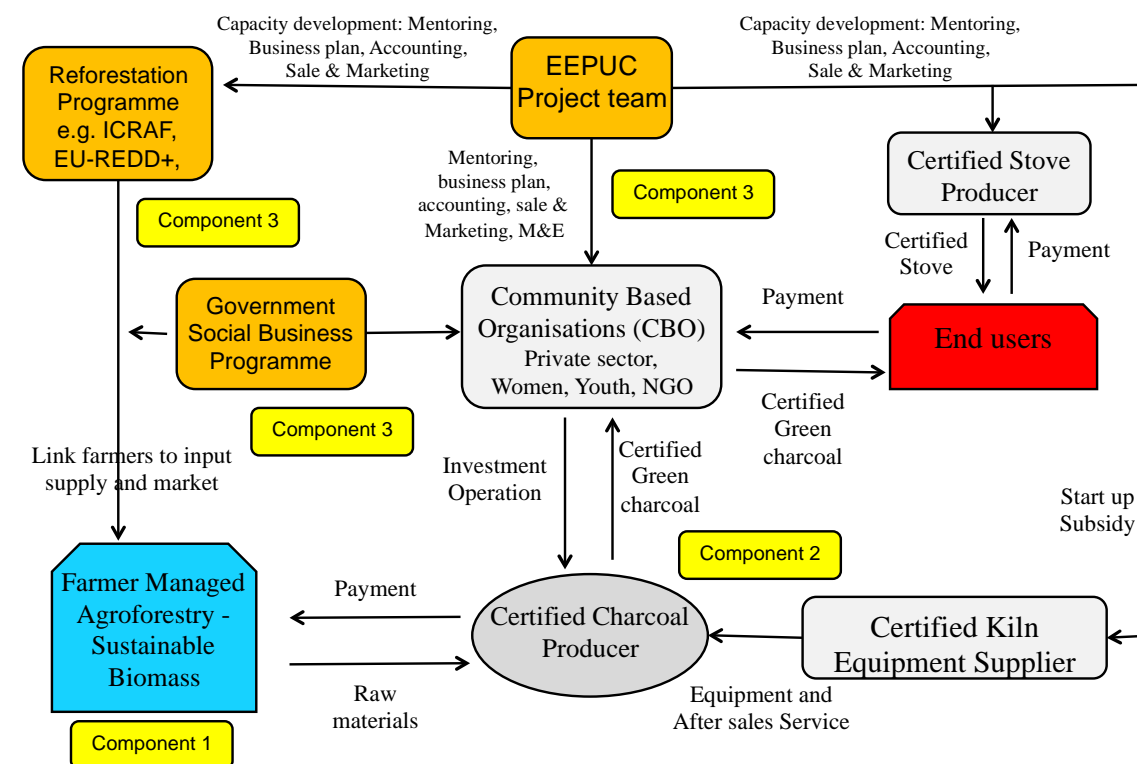 Capacity development: Mentoring,
Business plan, Accounting,
Sale & Marketing
Capacity development: Mentoring,
Business plan, Accounting,
Sale & Marketing
Reforestation
Programme
e.g. ICRAF,
EU-REDD+,
EEPUC
Project team
Certified Stove
Producer
Mentoring,
business plan,
accounting, sale &
Marketing, M&E
Component 3
Component 3
Certified
Stove
Payment
Government
Social Business
Programme
Community Based
Organisations (CBO)
Private sector,
Women, Youth, NGO
Payment
End users
Component 3
Certified
Green
charcoal
Link farmers to input
supply and market
Investment
Operation
Certified
Green
charcoal
Start up
Subsidy
Component 2
Farmer Managed
Agroforestry -
Sustainable
Biomass
Payment
Certified Charcoal
Producer
Certified Kiln
Equipment Supplier
Raw
materials
Equipment and
After sales Service
Component 1